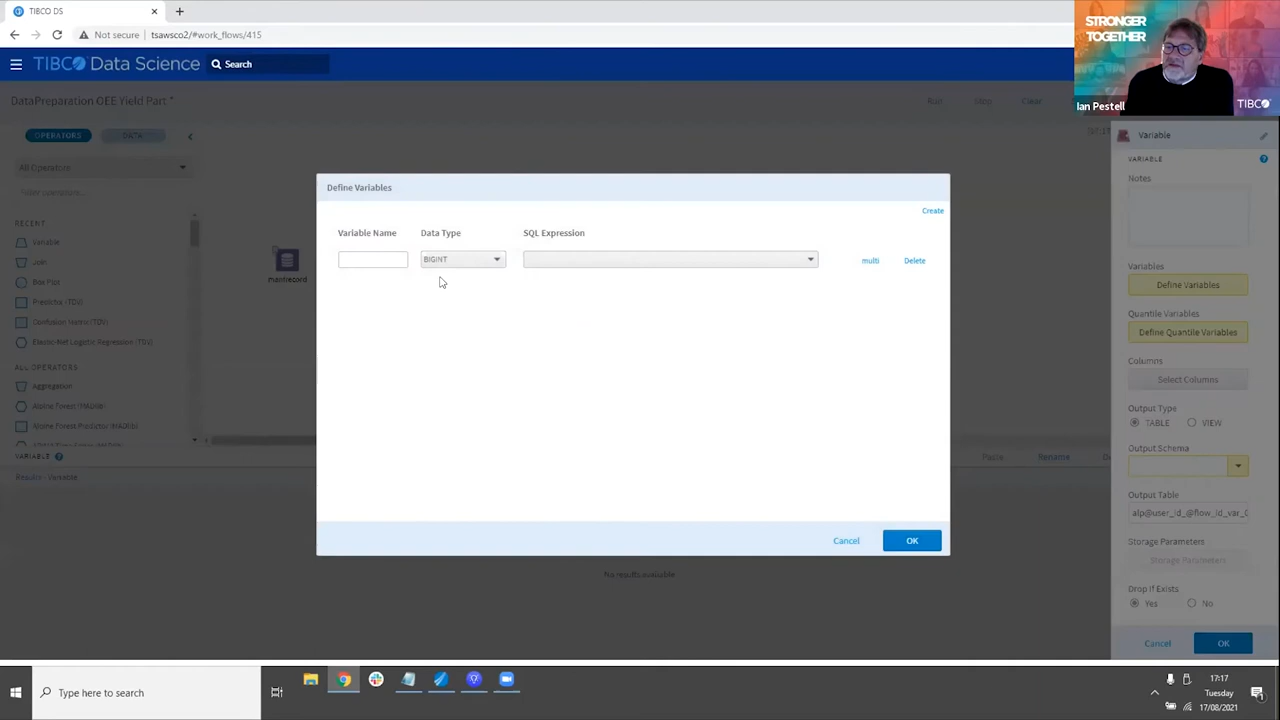 TIBCO DS
Not secure
tsawsco2/#work_flows/415
STRONGER
TOGETHER
Ian Pestell
TIBCO
TIBCO Data Science
Search
DataPreparation OEE Yield Part *
Run
Stop
Clear
OPERATORS
DATA
All Operators
RECENT
Variable
Join
Box Plot
Predictor (TDV)
Confusion Matrix (TDV)
Elastic-Net Logistic Regression (TDV)
ALL OPERATORS
Aggregation
Alpine Forest (MADlib)
Alpine Forest Predictor (MADlib)
VARIABLE
Results - Variable
Define Variables
Create
Variable Name
Data Type
SQL Expression
BIGINT
multi
Delete
Cancel
OK
Rename
No results available
Variable
VARIABLE
Notes
Variables
Define Variables
Quantile Variables
Define Quantile Variables
Columns
Select Columns
Output Type
TABLE
VIEW
Output Schema
Output Table
alp@user_id_@flow_id_var_0
Storage Parameters
Storage Parameters
Drop If Exists
Yes
No
Cancel
OK
Type here to search
17:17
Tuesday
17/08/2021